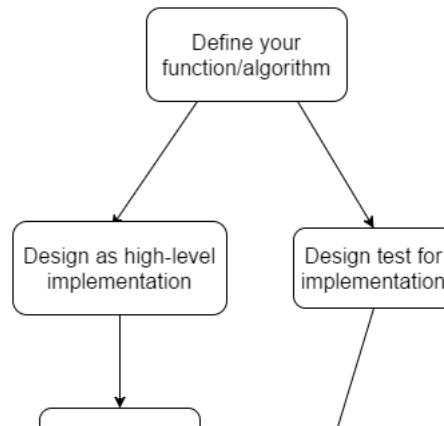 Define your
function/algorithm
Design as high-level
implementation
Design test for
implementation